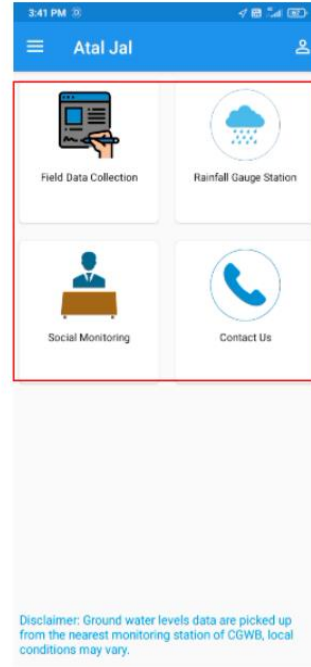 3:41 PM
Atal Jal
Field Data Collection
Rainfall Gauge Station
Social Monitoring
Contact Us
Disclaimer: Ground water levels data are picked up
from the nearest monitoring station of CGWB, local
conditions may vary.